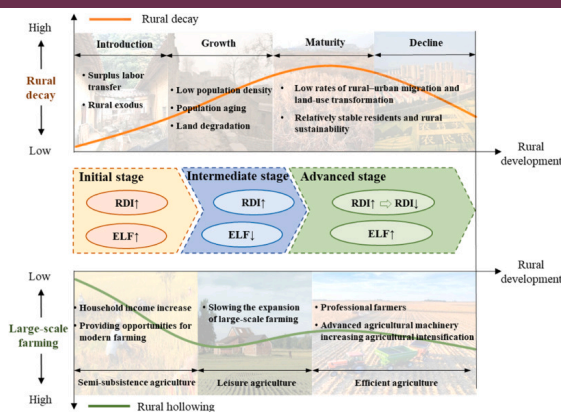 Rural decay
High
Rural
decay
Low
Introduction
Growth
Maturity
Decline
• Surplus labor
transfer
• Rural exodus
• Low population density
• Population aging
• Land degradation
• Low rates of rural–urban migration and
land-use transformation
• Relatively stable residents and rural
sustainability
Rural
development
Initial stage
RDI↑
ELF↑
Intermediate stage
RDI↑
ELF↓
Advanced stage
RDI↑ ⇨ RDI↓
ELF↑
Low
Large-scale
farming
High
Rural
development
• Household income increase
• Providing opportunities for
modern farming
• Slowing the expansion
of large-scale farming
• Professional farmers
• Advanced agricultural machinery
increasing agricultural intensification
Semi-subsistence agriculture
Leisure agriculture
Efficient agriculture
Rural hollowing